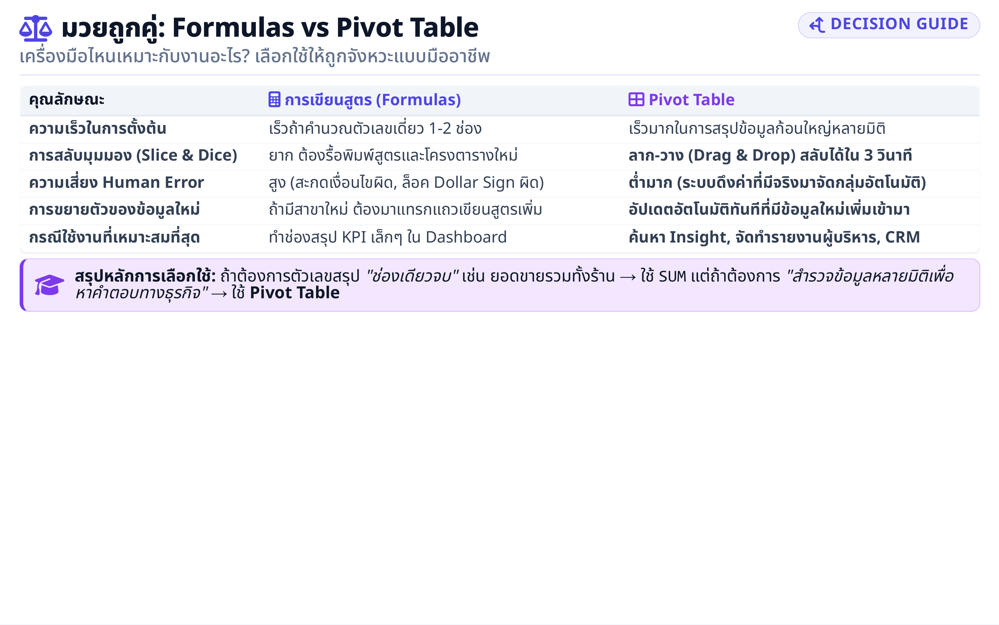 มวยถูกคู่: Formulas vs Pivot Table
DECISION GUIDE
เครื่องมือไหนเหมาะกับงานอะไร? เลือกใช้ให้ถูกจังหวะแบบมืออาชีพ
คุณลักษณะ การเขียนสูตร (Formulas) Pivot Table
ความเร็วในการตั้งต้น เร็วถ้าคำนวณตัวเลขเดี่ยว 1-2 ช่อง เร็วมากในการสรุปข้อมูลก้อนใหญ่หลายมิติ
การสลับมุมมอง (Slice & Dice) ยาก ต้องรื้อพิมพ์สูตรและโครงตารางใหม่ ลาก-วาง (Drag & Drop) สลับได้ใน 3 วินาที
ความเสี่ยง Human Error สูง (สะกดเงื่อนไขผิด, ล็อค Dollar Sign ผิด) ต่ำมาก (ระบบดึงค่าที่มีจริงมาจัดกลุ่มอัตโนมัติ)
การขยายตัวของข้อมูลใหม่ ถ้ามีสาขาใหม่ ต้องมาแทรกแถวเขียนสูตรเพิ่ม อัปเดตอัตโนมัติทันทีที่มีข้อมูลใหม่เพิ่มเข้ามา
กรณีใช้งานที่เหมาะสมที่สุด ทำช่องสรุป KPI เล็กๆ ใน Dashboard ค้นหา Insight, จัดทำรายงานผู้บริหาร, CRM
สรุปหลักการเลือกใช้: ถ้าต้องการตัวเลขสรุป "ช่องเดียวจบ" เช่น ยอดขายรวมทั้งร้าน → ใช้ SUM แต่ถ้าต้องการ "สำรวจข้อมูลหลายมิติเพื่อ
หาคำตอบทางธุรกิจ" → ใช้ Pivot Table